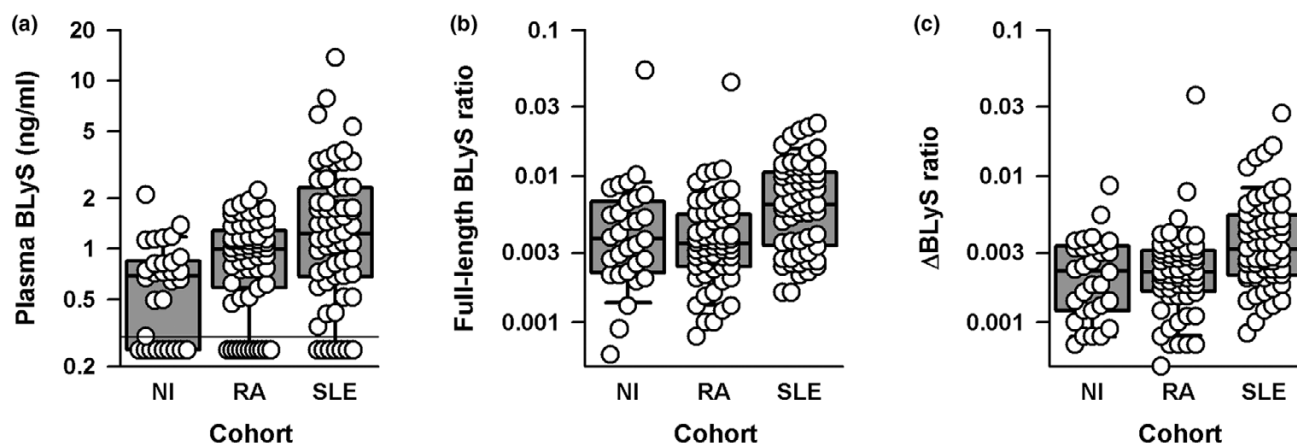 (a)
Plasma BLyS (ng/ml)
20
10
5
2
1
0.5
0.2
NI RA SLE
Cohort
(b)
Full-length BLyS ratio
0.1
0.03
0.01
0.003
0.001
NI RA SLE
Cohort
(c)
ΔBLyS ratio
0.1
0.03
0.01
0.003
0.001
NI RA SLE
Cohort